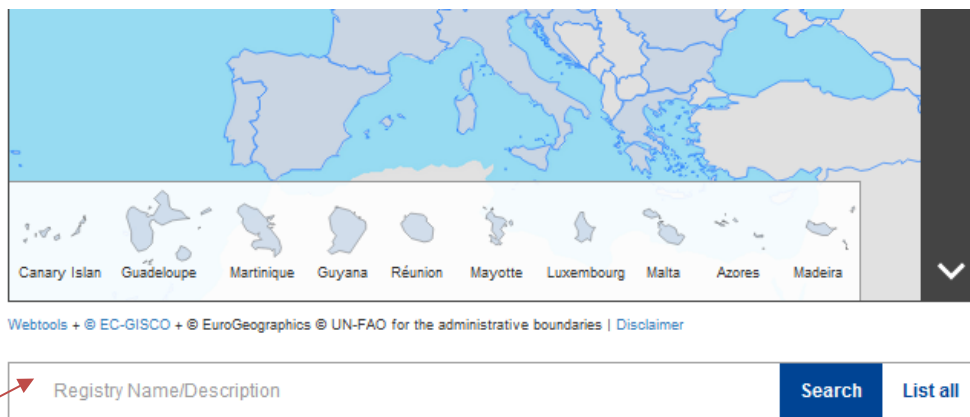 Canary Islan Guadeloupe Martinique Guyana Réunion Mayotte Luxembourg Malta Azores Madeira
Webtools + © EC-GISCO + © EuroGeographics © UN-FAO for the administrative boundaries | Disclaimer
Registry Name/Description Search List all